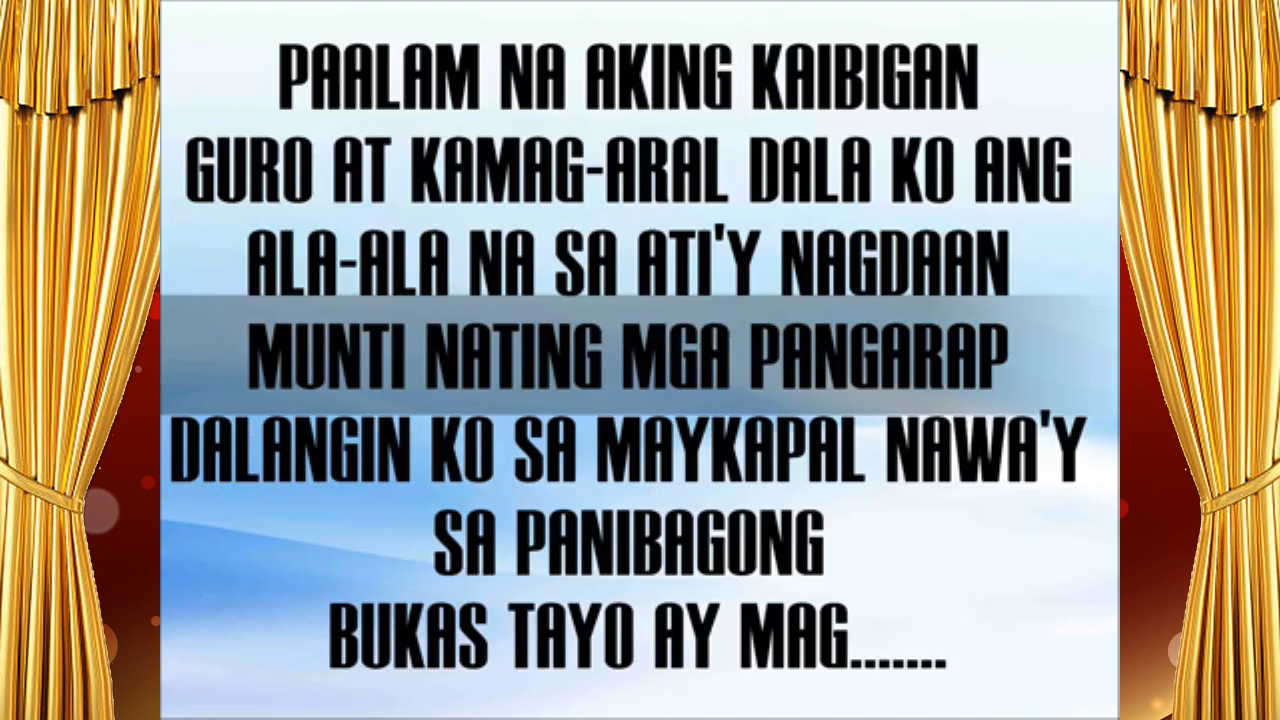 PAALAM NA AKING KAIBIGAN
GURO AT KAMAG-ARAL DALA KO ANG
ALA-ALA NA SA ATI'Y NAGDAAN
MUNTI NATING MGA PANGARAP
DALANGIN KO SA MAYKAPAL NAWA'Y
SA PANIBAGONG
BUKAS TAYO AY MAG.......